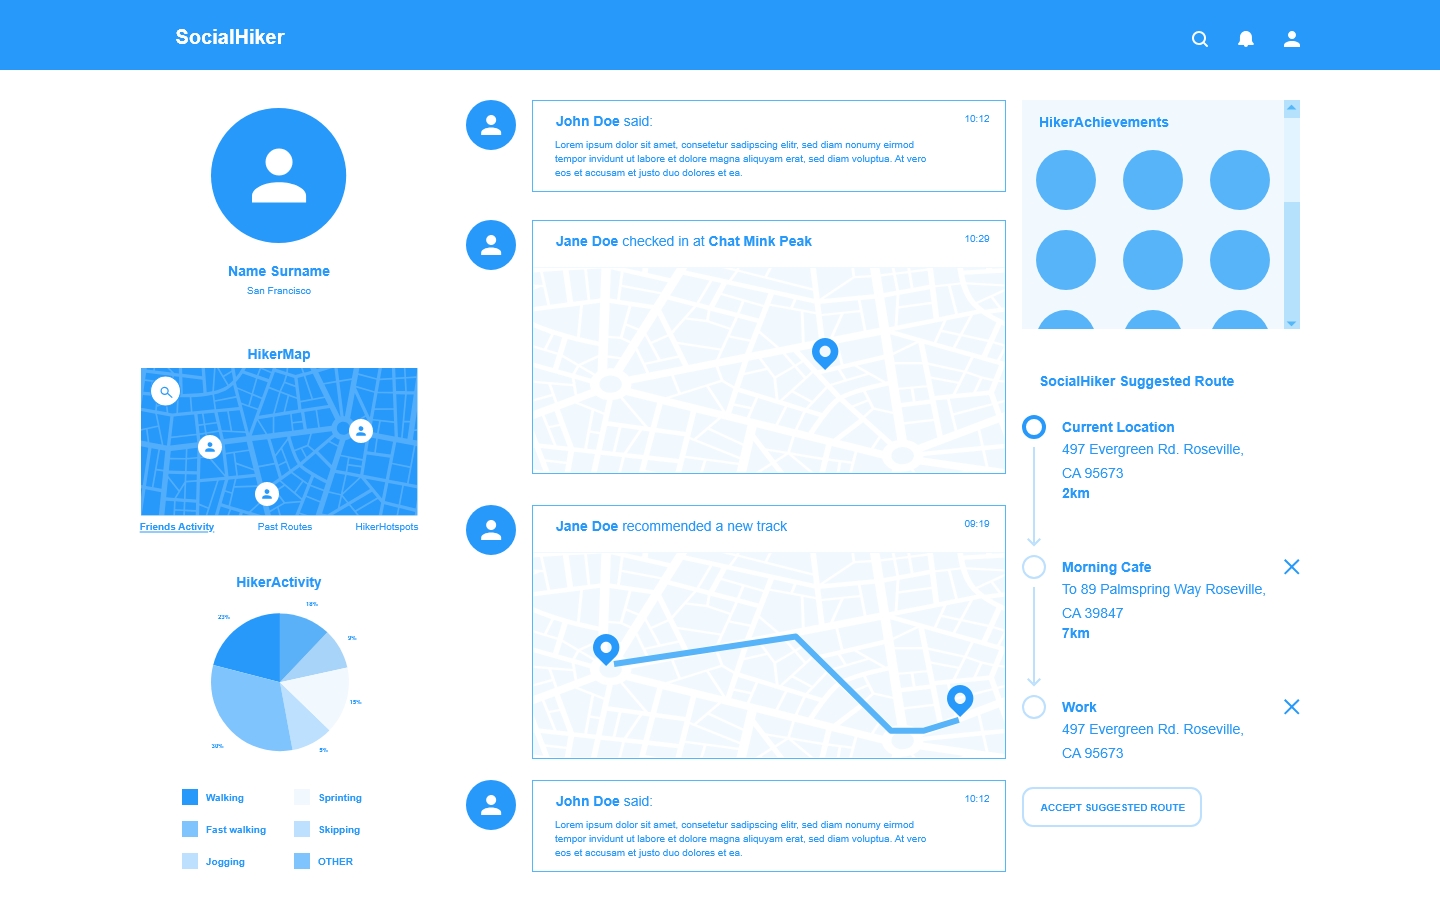 SocialHiker
Name Surname
San Francisco
HikerMap
Friends Activity
Past Routes
HikerHotspots
HikerActivity
18%
23%
9%
15%
30%
5%
Walking
Sprinting
Fast walking
Skipping
Jogging
OTHER
John Doe said:
10:12
Lorem ipsum dolor sit amet, consetetur sadipscing elitr, sed diam nonumy eirmod
tempor invidunt ut labore et dolore magna aliquyam erat, sed diam voluptua. At vero
eos et accusam et justo duo dolores et ea.
Jane Doe checked in at Chat Mink Peak
10:29
Jane Doe recommended a new track
09:19
John Doe said:
10:12
Lorem ipsum dolor sit amet, consetetur sadipscing elitr, sed diam nonumy eirmod
tempor invidunt ut labore et dolore magna aliquyam erat, sed diam voluptua. At vero
eos et accusam et justo duo dolores et ea.
HikerAchievements
SocialHiker Suggested Route
Current Location
497 Evergreen Rd. Roseville,
CA 95673
2km
Morning Cafe
To 89 Palmspring Way Roseville,
CA 39847
7km
Work
497 Evergreen Rd. Roseville,
CA 95673
ACCEPT SUGGESTED ROUTE